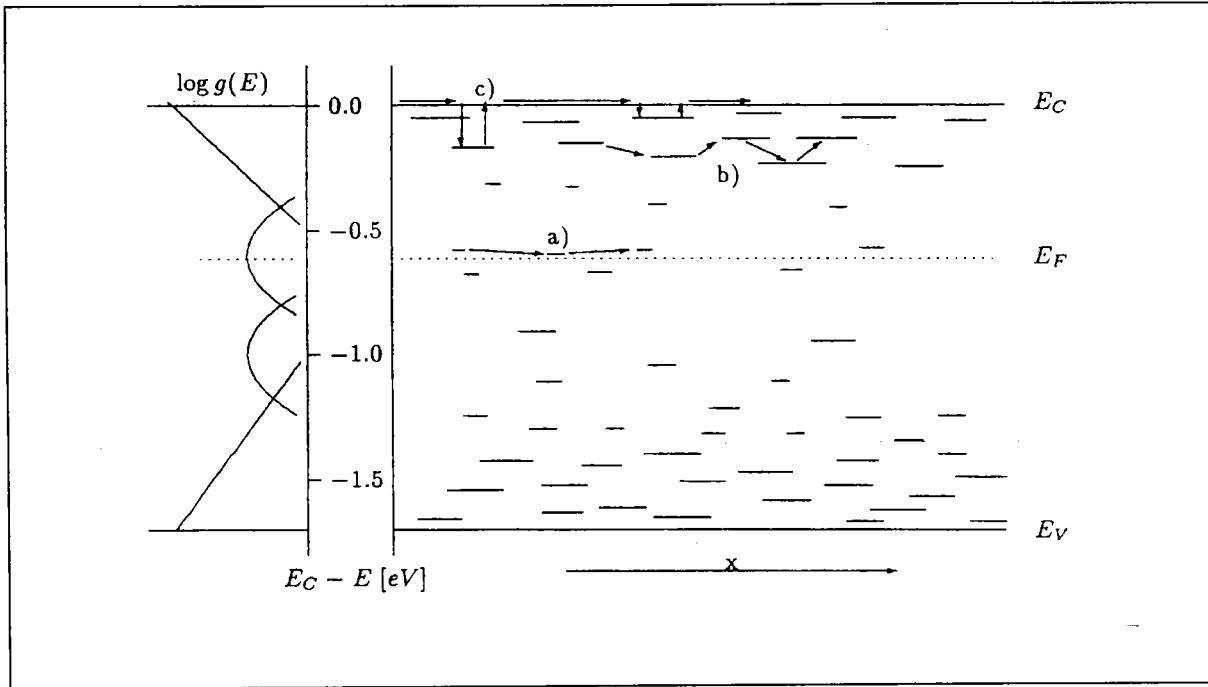 log g(E)
c)
0.0
E_C
b)
−0.5
a)
E_F
−1.0
−1.5
E_V
E_C − E [eV]
x